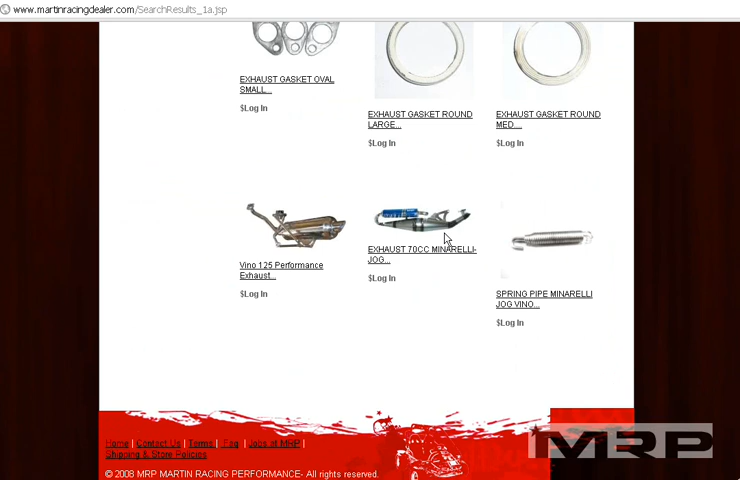 www.martinracingdealer.com/SearchResults_1a.jsp
EXHAUST GASKET OVAL
SMALL...
$Log In
EXHAUST GASKET ROUND
LARGE...
$Log In
EXHAUST GASKET ROUND
MED....
$Log In
Vino 125 Performance
Exhaust...
$Log In
EXHAUST 70CC MINARELLI-
JOG...
$Log In
SPRING PIPE MINARELLI
JOG VINO...
$Log In
Home | Contact Us | Terms | Faq | Jobs at MRP |
Shipping & Store Policies
© 2008 MRP MARTIN RACING PERFORMANCE- All rights reserved.
MRP